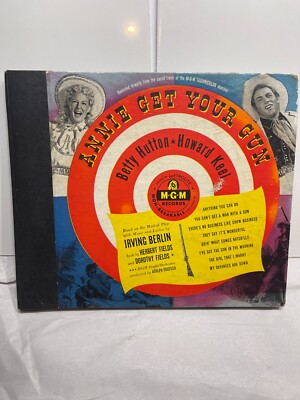 Recorded directly from the sound track of the M-G-M TECHNICOLOR musical
ANNIE GET YOUR GUN
Betty Hutton ★ Howard Keel
M-G-M
RECORDS
NON-BREAKABLE
Based on the Musical Play
with Music and Lyrics by
IRVING BERLIN
Book by HERBERT FIELDS
and DOROTHY FIELDS
conducted by ADOLPH DEUTSCH
ANYTHING YOU CAN DO
YOU CAN'T GET A MAN WITH A GUN
THERE'S NO BUSINESS LIKE SHOW BUSINESS
THEY SAY IT'S WONDERFUL
DOIN' WHAT COMES NATUR'LLY
I'VE GOT THE SUN IN THE MORNING
THE GIRL THAT I MARRY
MY DEFENSES ARE DOWN